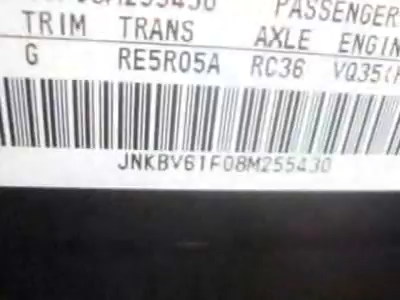 PASSENGER
TRIM TRANS AXLE ENGIN
G RE5R05A RC36 VQ35(
JNKBV61F08M255430